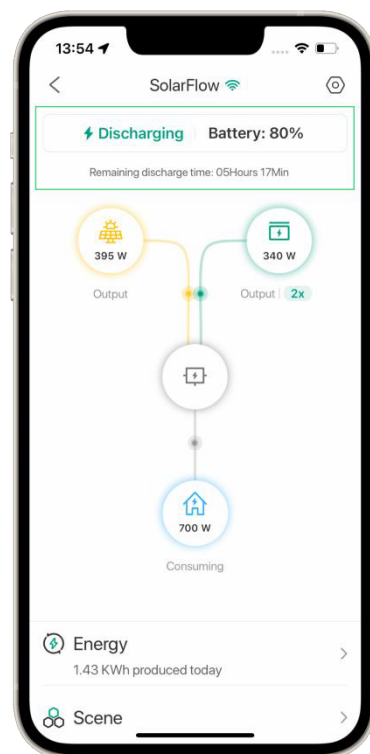 13:54
SolarFlow
Discharging Battery: 80%
Remaining discharge time: 05Hours 17Min
395 W
340 W
Output
Output 2x
700 W
Consuming
Energy
1.43 KWh produced today
Scene